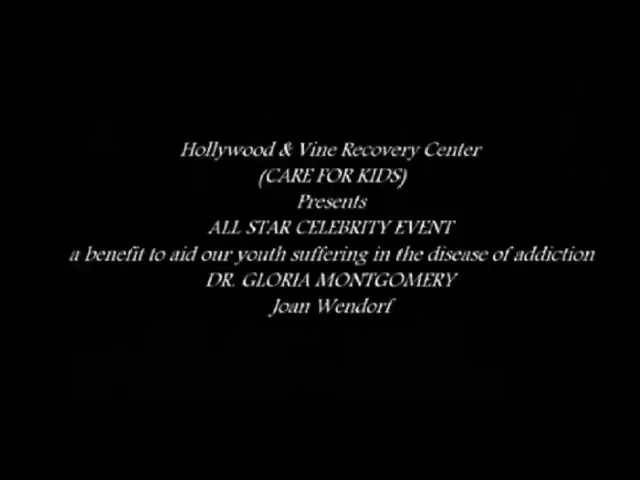 Hollywood & Vine Recovery Center
(CARE FOR KIDS)
Presents
ALL STAR CELEBRITY EVENT
a benefit to aid our youth suffering in the disease of addiction
DR. GLORIA MONTGOMERY
Joan Wendorf